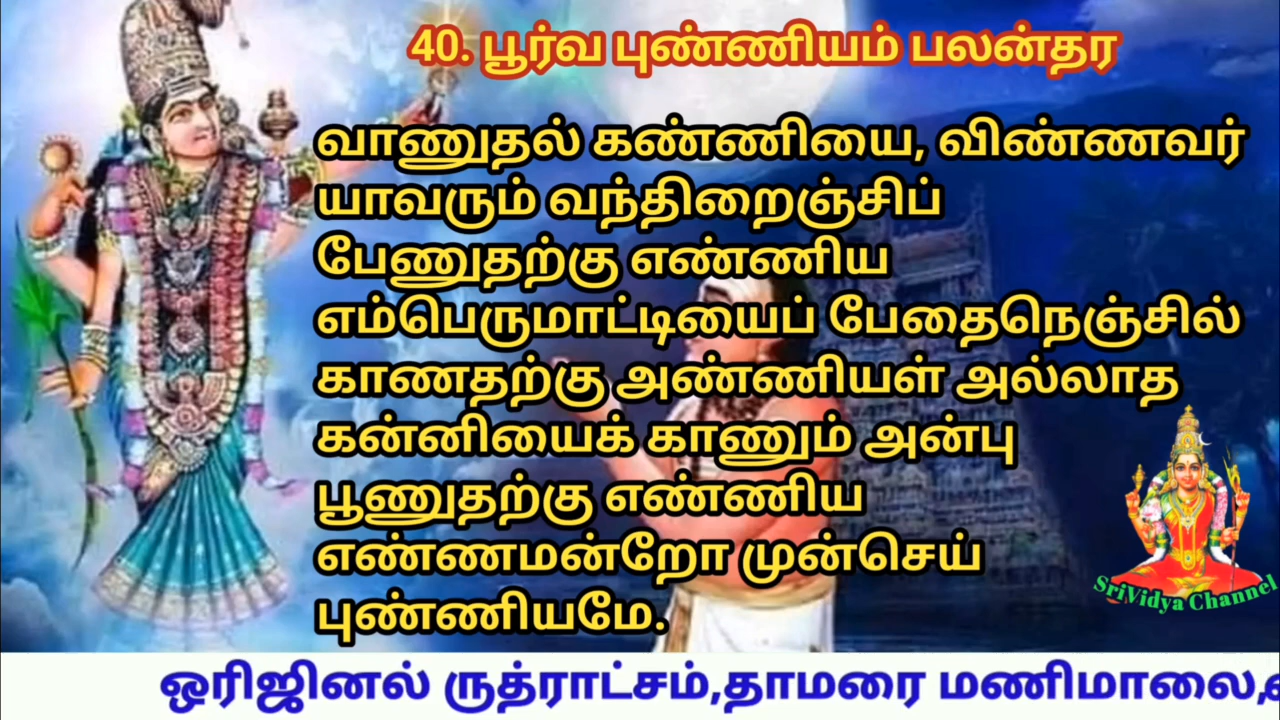 40. பூர்வ புண்ணியம் பலன்தர
வாணுதல் கண்ணியை, விண்ணவர்
யாவரும் வந்திறைஞ்சிப்
பேணுதற்கு எண்ணிய
எம்பெருமாட்டியைப் பேதைநெஞ்சில்
காணதற்கு அண்ணியள் அல்லாத
கன்னியைக் காணும் அன்பு
பூணுதற்கு எண்ணிய
எண்ணமன்றோ முன்செய்
புண்ணியமே.
SriVidya Channel
ஒரிஜினல் ருத்ராட்சம்,தாமரை மணிமாலை,